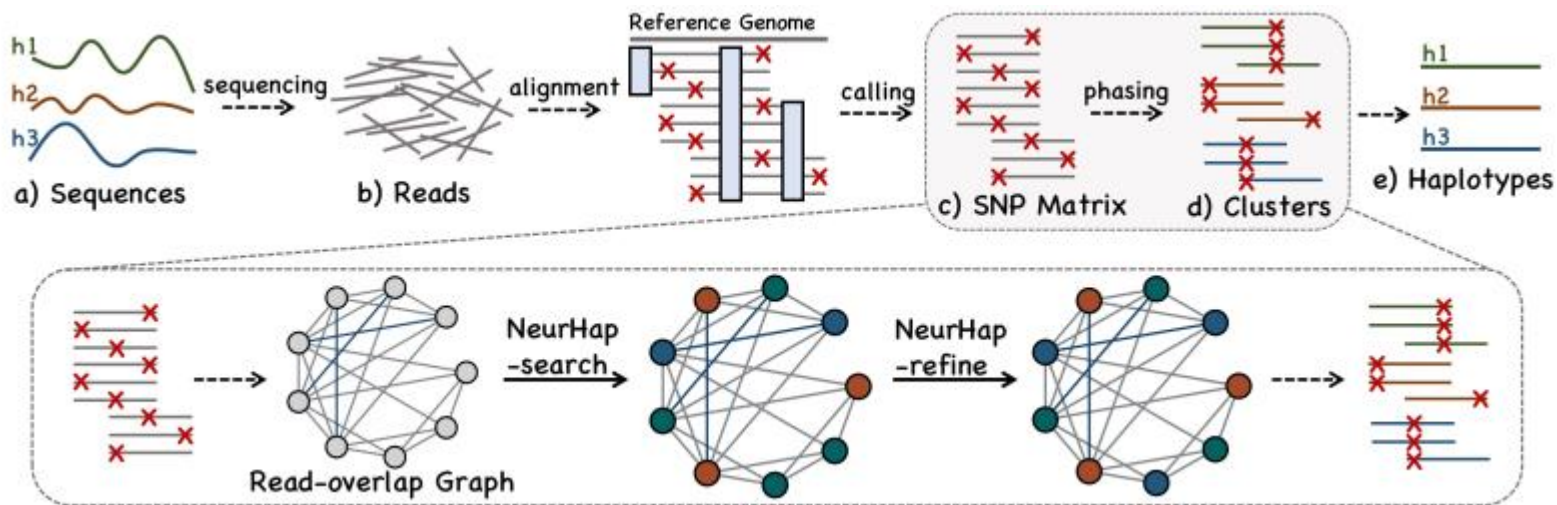 Reference Genome
h1
h2
h3
sequencing
alignment
calling
phasing
h1
h2
h3
a) Sequences
b) Reads
c) SNP Matrix
d) Clusters
e) Haplotypes
NeurHap
-search
NeurHap
-refine
Read-overlap Graph